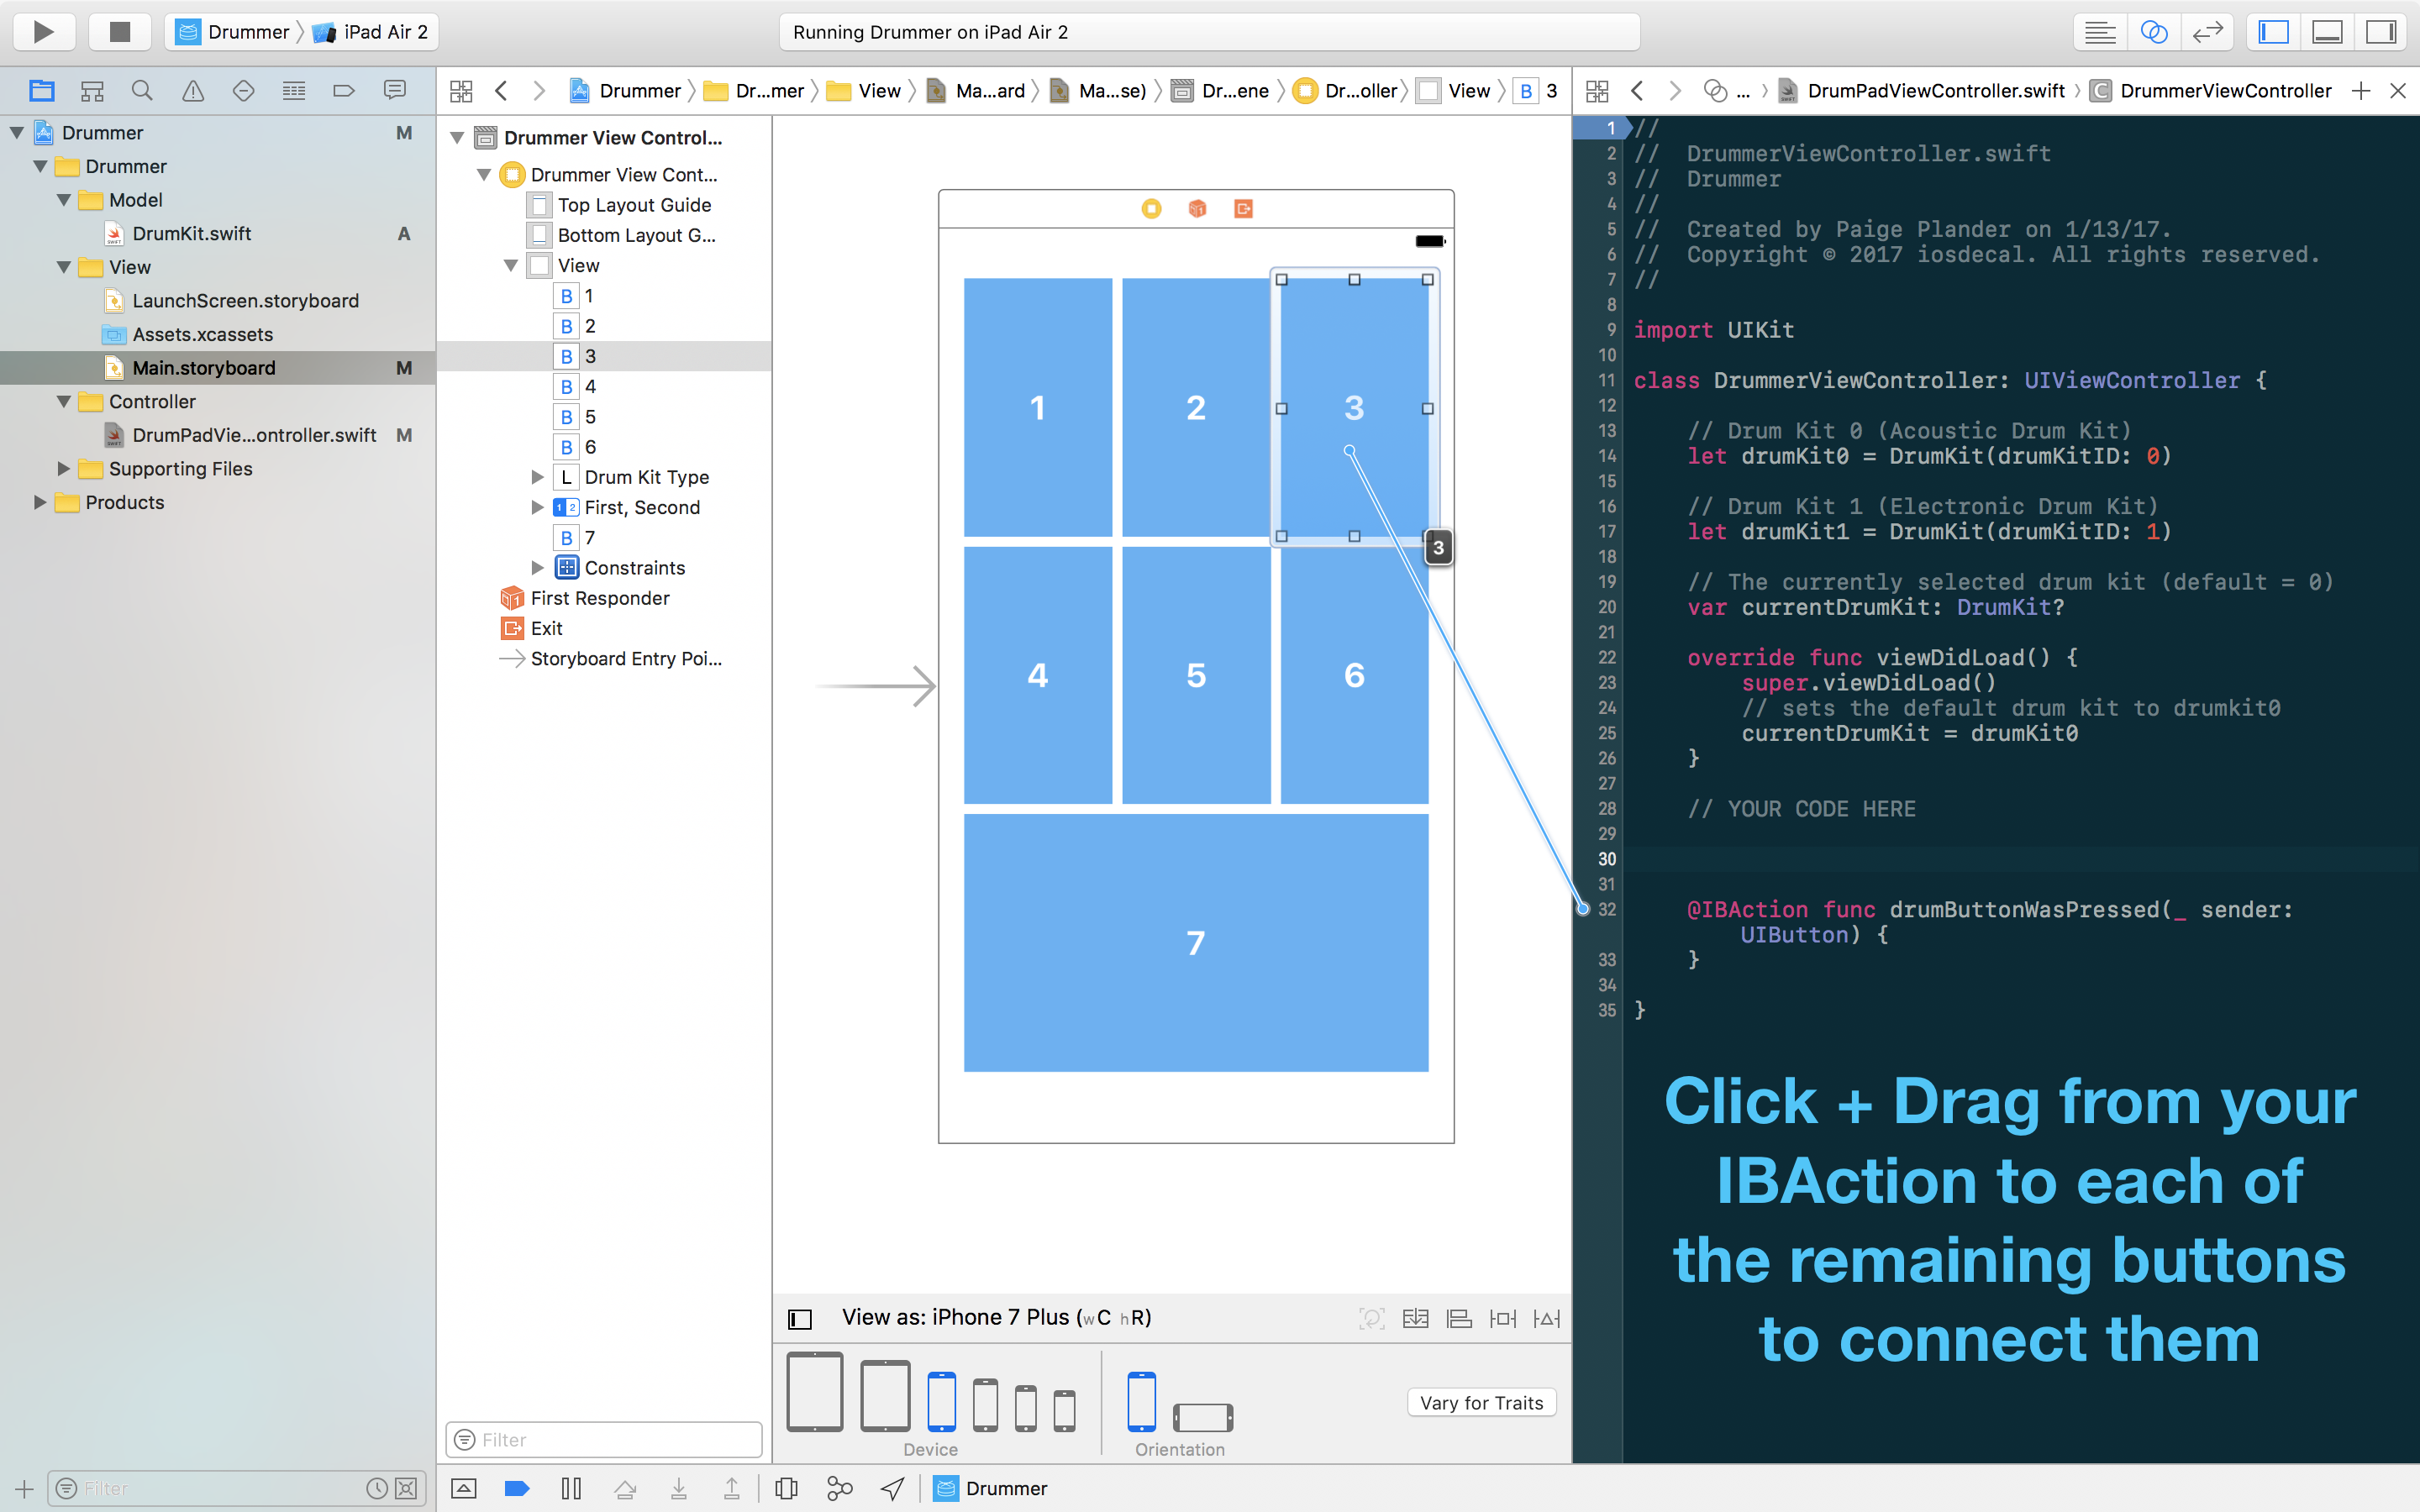 Drummer
iPad Air 2
Running Drummer on iPad Air 2
Drummer M
Drummer
Model
DrumKit.swift A
View
LaunchScreen.storyboard
Assets.xcassets
Main.storyboard M
Controller
DrumPadVie...ontroller.swift M
Supporting Files
Products
Filter
Drummer Dr...mer View Ma...ard Ma...se) Dr...ene Dr...oller View B 3
Drummer View Control...
Drummer View Cont...
Top Layout Guide
Bottom Layout G...
View
B 1
B 2
B 3
B 4
B 5
B 6
L Drum Kit Type
1 2 First, Second
B 7
Constraints
First Responder
Exit
Storyboard Entry Poi...
Filter
1 2 3
3
4 5 6
7
View as: iPhone 7 Plus (wC hR)
Device
Orientation
Vary for Traits
Drummer
... DrumPadViewController.swift C DrummerViewController
1 //
2 // DrummerViewController.swift
3 // Drummer
4 //
5 // Created by Paige Plander on 1/13/17.
6 // Copyright © 2017 iosdecal. All rights reserved.
7 //
8
9 import UIKit
10
11 class DrummerViewController: UIViewController {
12
13 // Drum Kit 0 (Acoustic Drum Kit)
14 let drumKit0 = DrumKit(drumKitID: 0)
15
16 // Drum Kit 1 (Electronic Drum Kit)
17 let drumKit1 = DrumKit(drumKitID: 1)
18
19 // The currently selected drum kit (default = 0)
20 var currentDrumKit: DrumKit?
21
22 override func viewDidLoad() {
23 super.viewDidLoad()
24 // sets the default drum kit to drumkit0
25 currentDrumKit = drumKit0
26 }
27
28 // YOUR CODE HERE
29
30
31
32 @IBAction func drumButtonWasPressed(_ sender:
UIButton) {
33 }
34
35 }
Click + Drag from your
IBAction to each of
the remaining buttons
to connect them